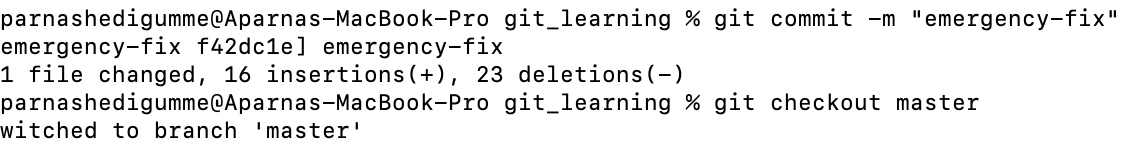 parnashedigumme@Aparnas-MacBook-Pro git_learning % git commit -m "emergency-fix"
emergency-fix f42dc1e] emergency-fix
1 file changed, 16 insertions(+), 23 deletions(-)
parnashedigumme@Aparnas-MacBook-Pro git_learning % git checkout master
witched to branch 'master'